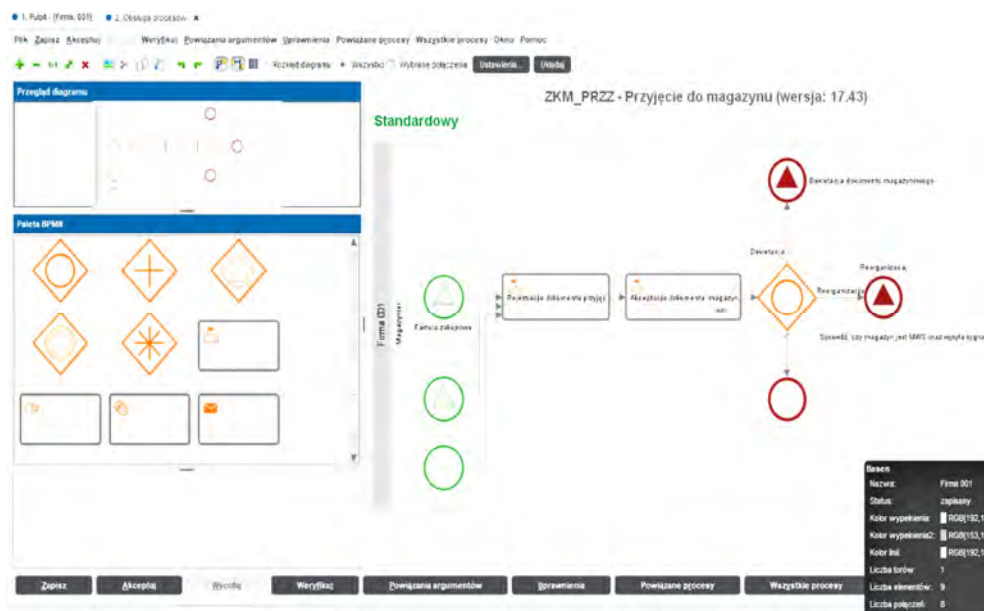 1. Pulpit - [Firma 001] 2. Obsługa procesów x
Plik Zapisz Akceptuj Weryfikuj Powiązania argumentów Uprawnienia Powiązane procesy Wszystkie procesy Okno Pomoc
1:1 Rozkład diagramu Wszystko Wybrane połączenia Ustawienia... Układaj
Przegląd diagramu
ZKM_PRZZ - Przyjęcie do magazynu (wersja: 17.43)
Standardowy
Dekretacja dokumentu magazynowego
Paleta BPMN
Dekretacja
Reorganizacja
Firma 001
Magazynier
Rejestracja dokumentu przyjęć
Akceptacja dokumentu magazyn.
Reorganizacja
Faktura zakupowa
Sprawdź, czy magazyn jest MWS oraz wysyła sygna
Basen
Nazwa: Firma 001
Status: zapisany
Kolor wypełnienia: RGB[192,1
Kolor wypełnienia2: RGB[153,1
Kolor linii: RGB[192,1
Liczba torów: 1
Liczba elementów: 9
Liczba połączeń: 8
Zapisz Akceptuj Wycofaj Weryfikuj Powiązania argumentów Uprawnienia Powiązane procesy Wszystkie procesy